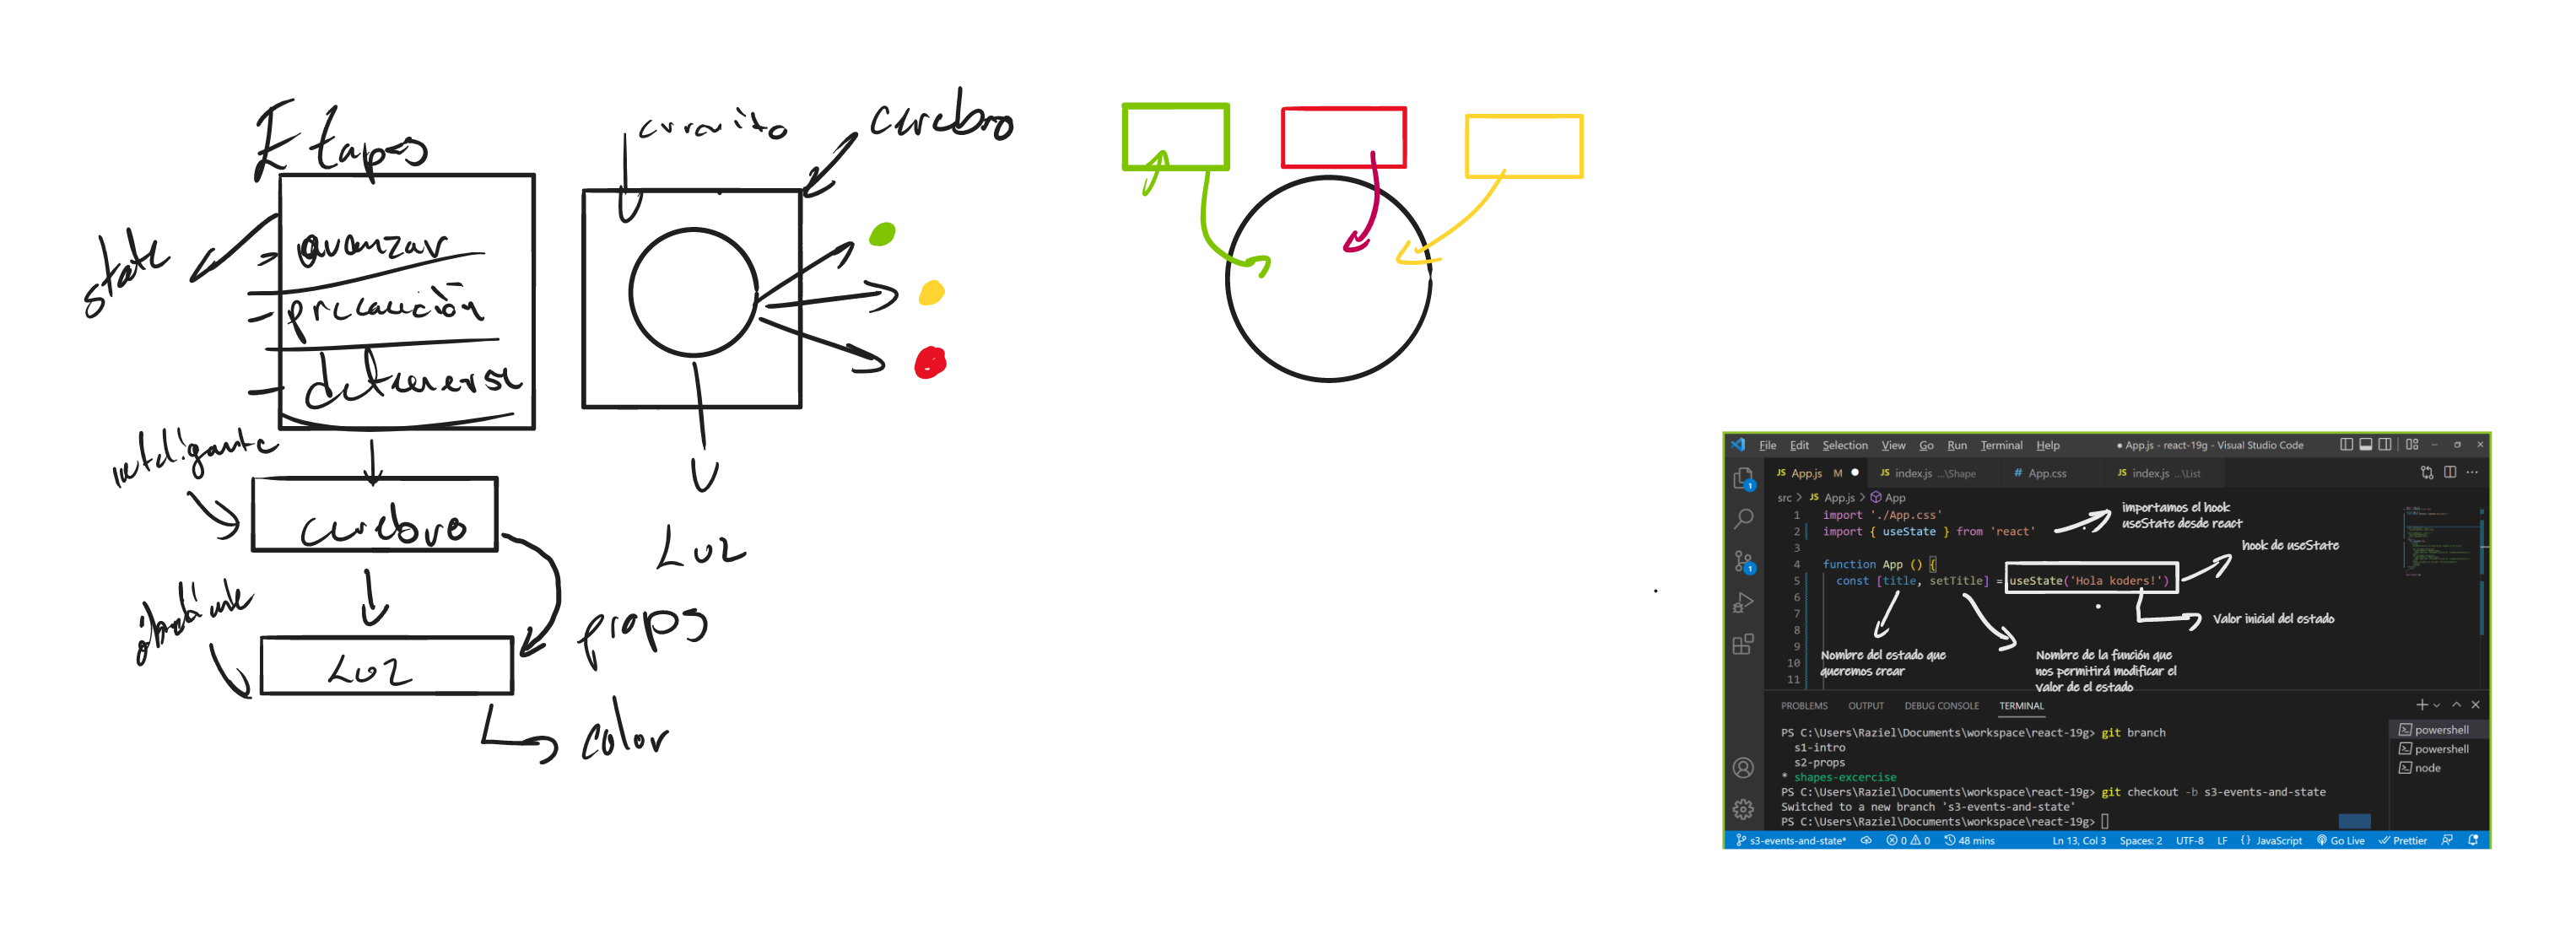 Etapas
state
avanzar
precaución
detenerse
inteligente
cerebro
Luz
props
color
circuito
cerebro
Luz
File Edit Selection View Go Run Terminal Help
● App.js - react-19g - Visual Studio Code
JS App.js M ●
JS index.js ...\Shape
# App.css
JS index.js ...\List
src > JS App.js > App
1 import './App.css'
2 import { useState } from 'react'
3
4 function App () {
5 const [title, setTitle] = useState('Hola koders!')
6
7
8
9
10
11
importamos el hook
useState desde react
hook de useState
Valor inicial del estado
Nombre del estado que
queremos crear
Nombre de la función que
nos permitirá modificar el
Valor de el estado
PROBLEMS OUTPUT DEBUG CONSOLE TERMINAL
PS C:\Users\Raziel\Documents\workspace\react-19g> git branch
s1-intro
s2-props
* shapes-excercise
PS C:\Users\Raziel\Documents\workspace\react-19g> git checkout -b s3-events-and-state
Switched to a new branch 's3-events-and-state'
PS C:\Users\Raziel\Documents\workspace\react-19g>
powershell
powershell
node
s3-events-and-state* 0 0 48 mins
Ln 13, Col 3 Spaces: 2 UTF-8 LF {} JavaScript Go Live Prettier